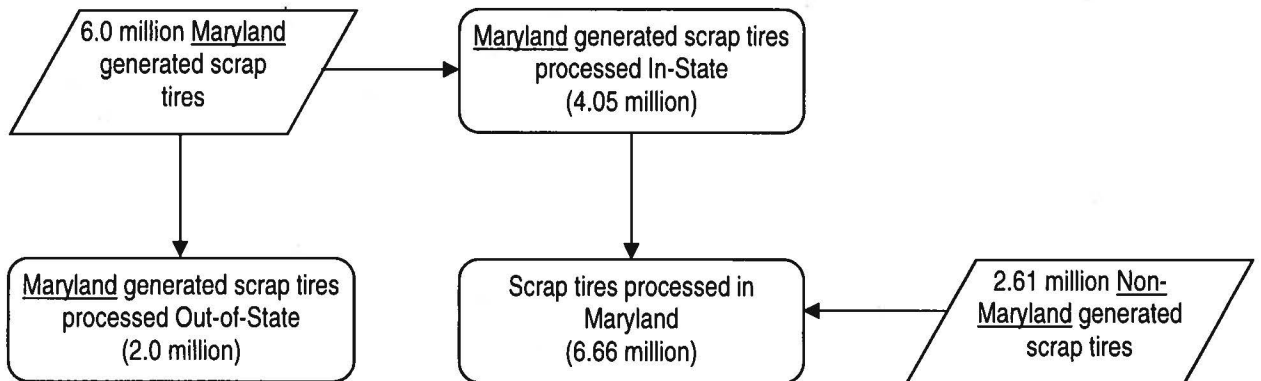 6.0 million Maryland
generated scrap
tires
Maryland generated scrap tires
processed In-State
(4.05 million)
Maryland generated scrap tires
processed Out-of-State
(2.0 million)
Scrap tires processed in
Maryland
(6.66 million)
2.61 million Non-
Maryland generated
scrap tires